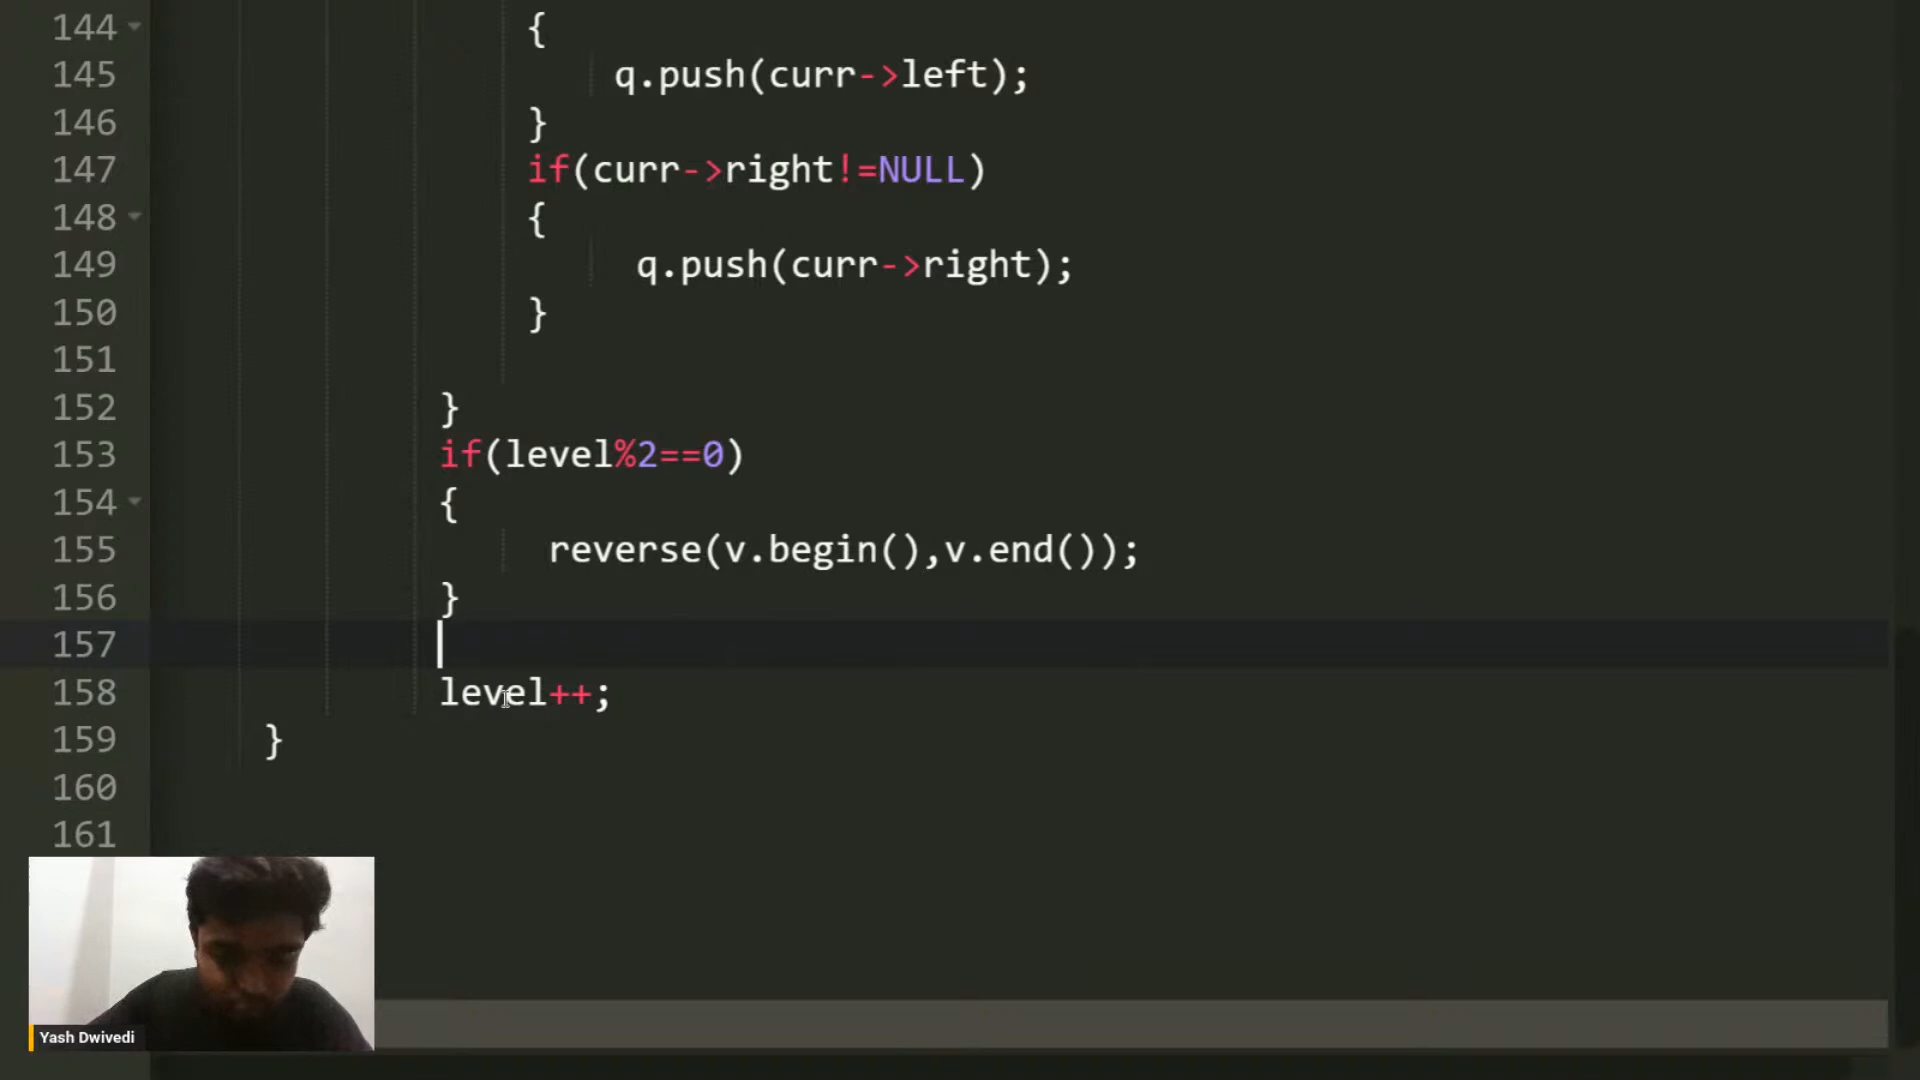 144 {
145 q.push(curr->left);
146 }
147 if(curr->right!=NULL)
148 {
149 q.push(curr->right);
150 }
151
152 }
153 if(level%2==0)
154 {
155 reverse(v.begin(),v.end());
156 }
157
158 level++;
159 }
160
161
Yash Dwivedi